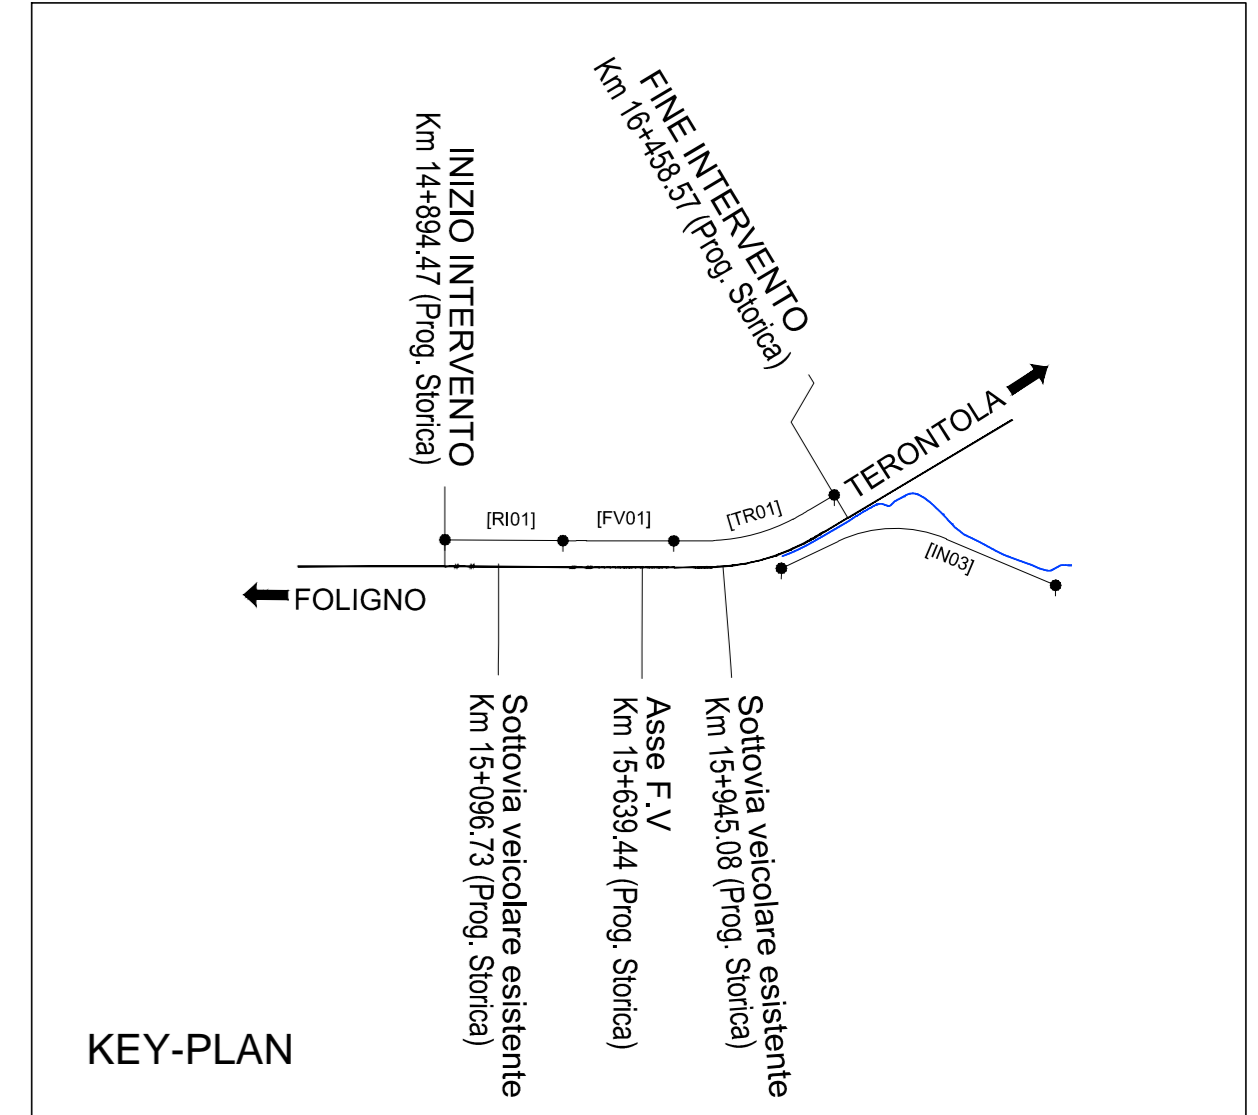 FINE INTERVENTO
Km 16+458.57 (Prog. Storica)
INIZIO INTERVENTO
Km 14+894.47 (Prog. Storica)
TERONTOLA
[RI01]
[FV01]
[TR01]
[IN03]
FOLIGNO
Sottovia veicolare esistente
Km 15+096.73 (Prog. Storica)
Asse F.V
Km 15+639.44 (Prog. Storica)
Sottovia veicolare esistente
Km 15+945.08 (Prog. Storica)
KEY-PLAN